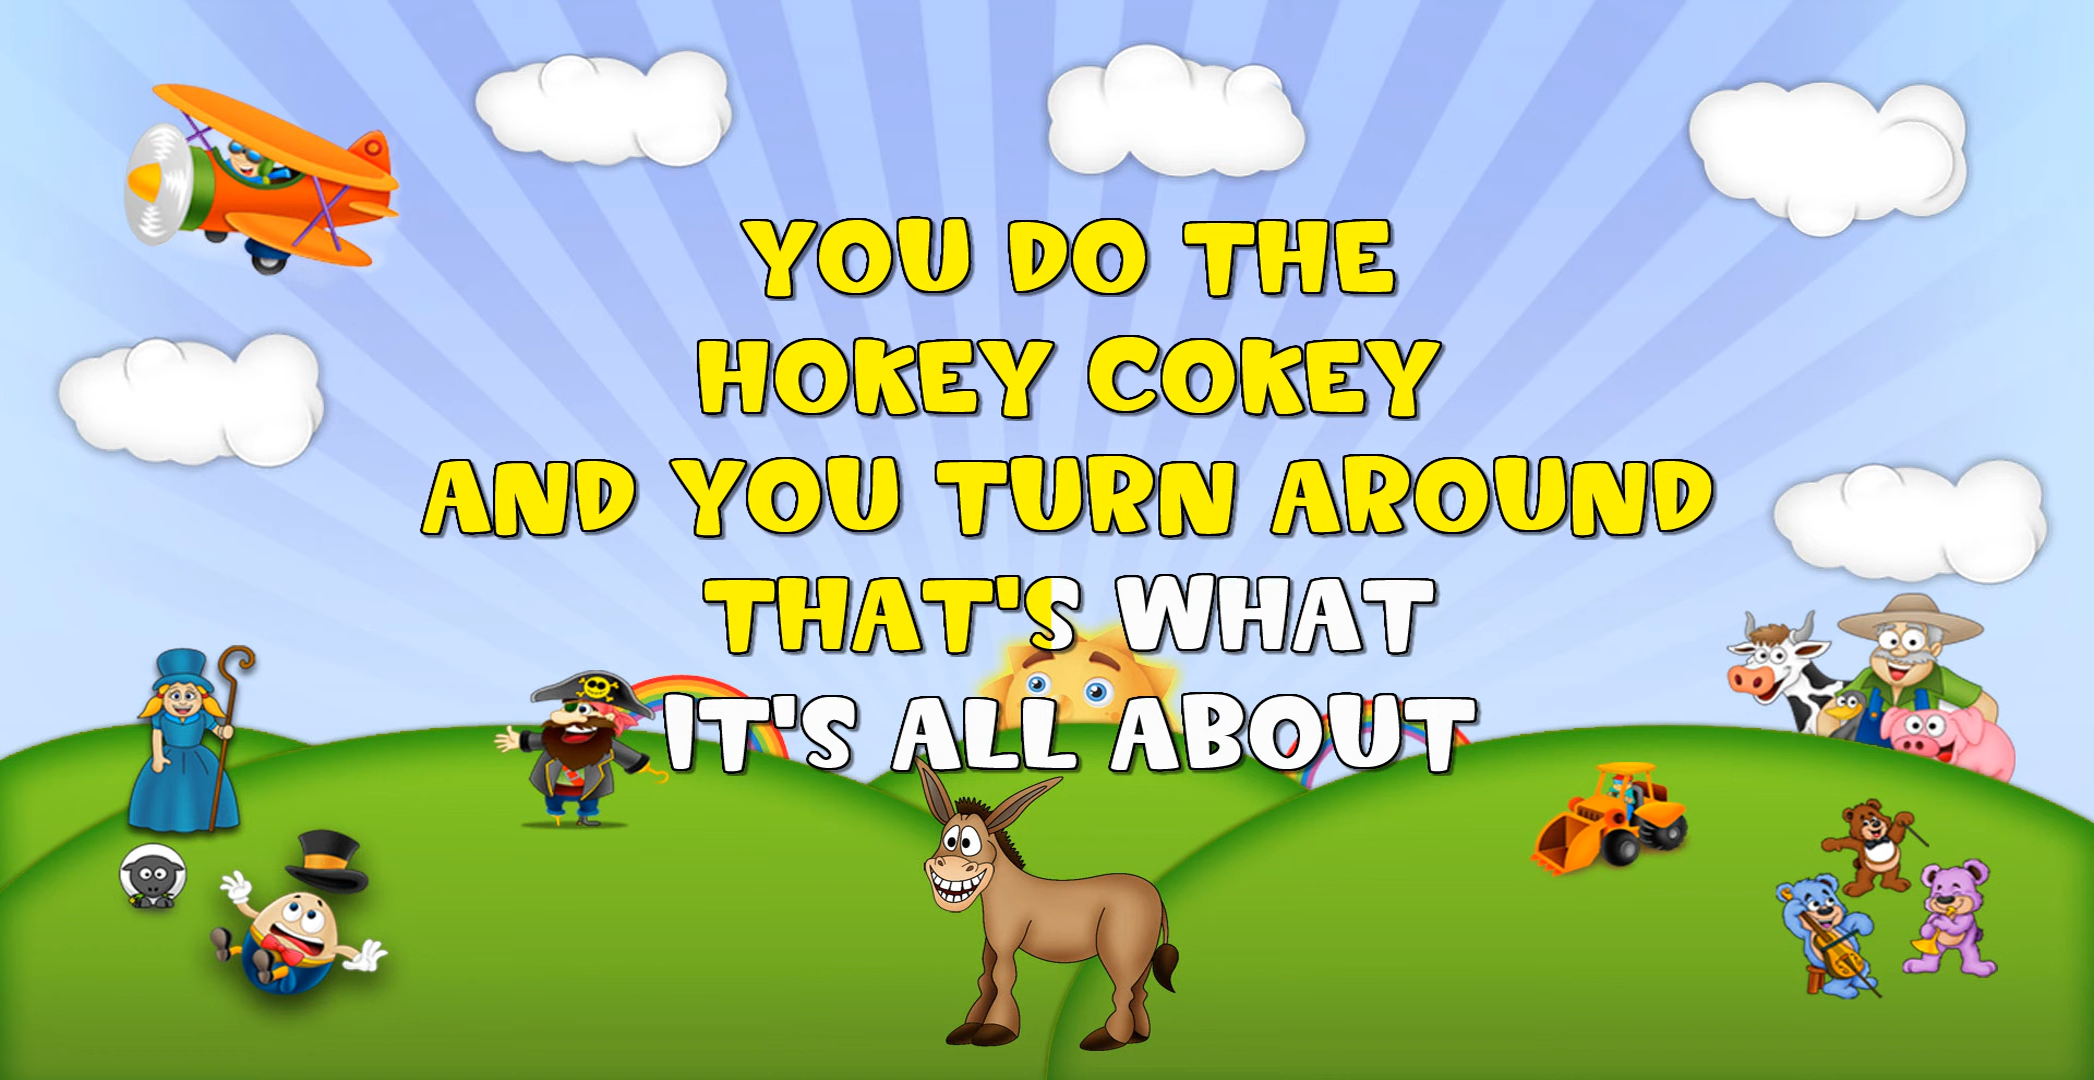 YOU DO THE
HOKEY COKEY
AND YOU TURN AROUND
THAT'S WHAT
IT'S ALL ABOUT